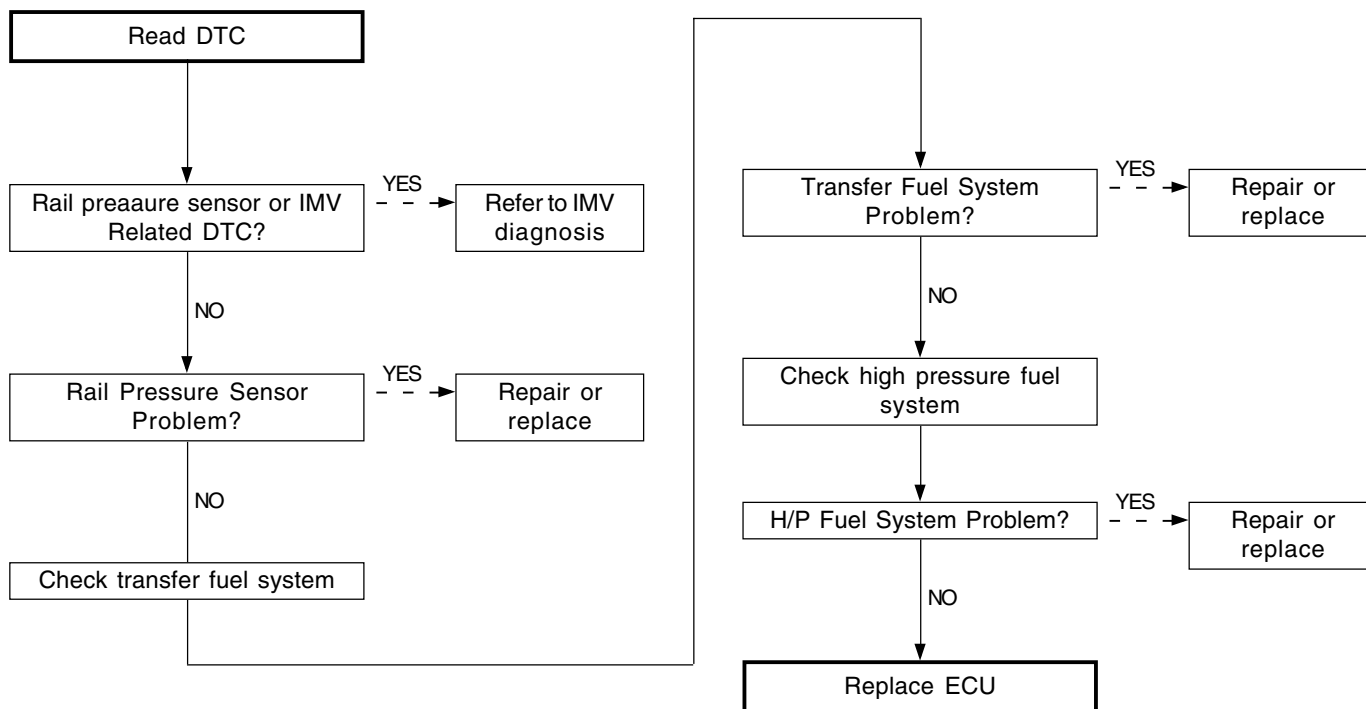 Read DTC
Rail preaaure sensor or IMV
Related DTC?
YES
Refer to IMV
diagnosis
NO
Rail Pressure Sensor
Problem?
YES
Repair or
replace
NO
Check transfer fuel system
Transfer Fuel System
Problem?
YES
Repair or
replace
NO
Check high pressure fuel
system
H/P Fuel System Problem?
YES
Repair or
replace
NO
Replace ECU